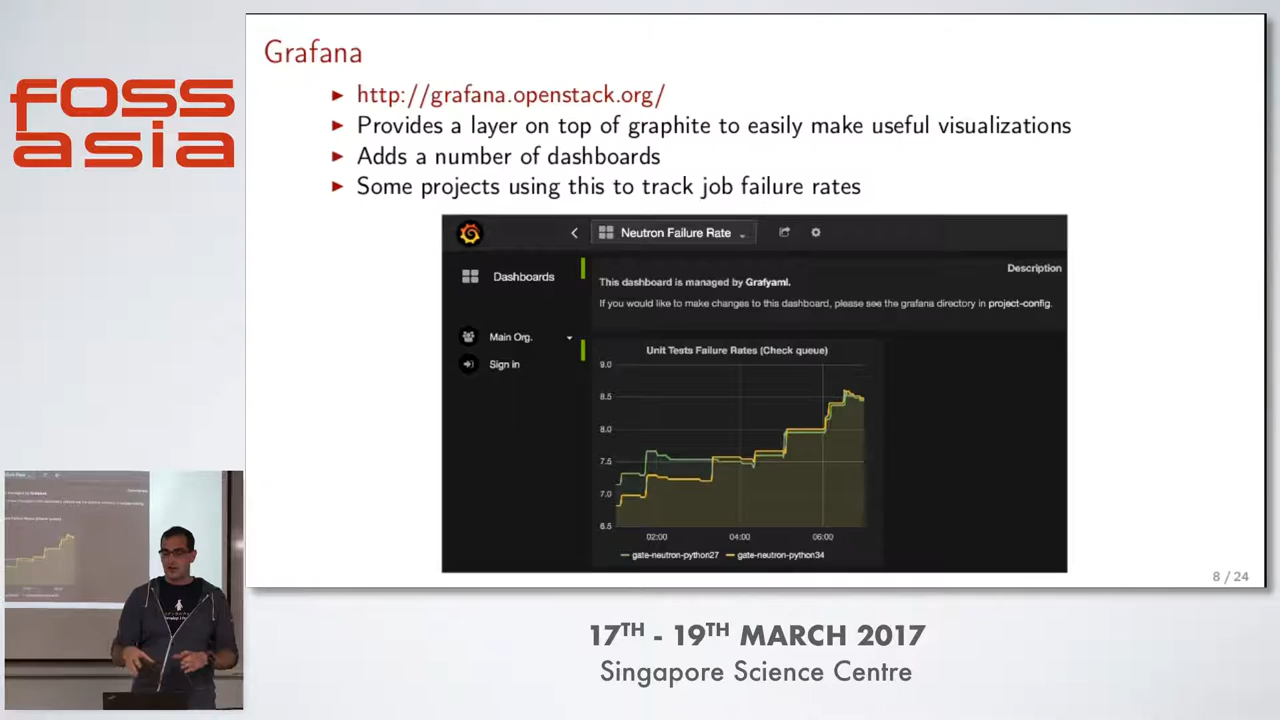 foss
asia
Grafana
http://grafana.openstack.org/
Provides a layer on top of graphite to easily make useful visualizations
Adds a number of dashboards
Some projects using this to track job failure rates
Neutron Failure Rate
Dashboards
Main Org.
Sign in
Description
This dashboard is managed by Grafyaml.
If you would like to make changes to this dashboard, please see the grafana directory in project-config.
Unit Tests Failure Rates (Check queue)
9.0
8.5
8.0
7.5
7.0
6.5
02:00 04:00 06:00
gate-neutron-python27 gate-neutron-python34
8 / 24
17TH - 19TH MARCH 2017
Singapore Science Centre